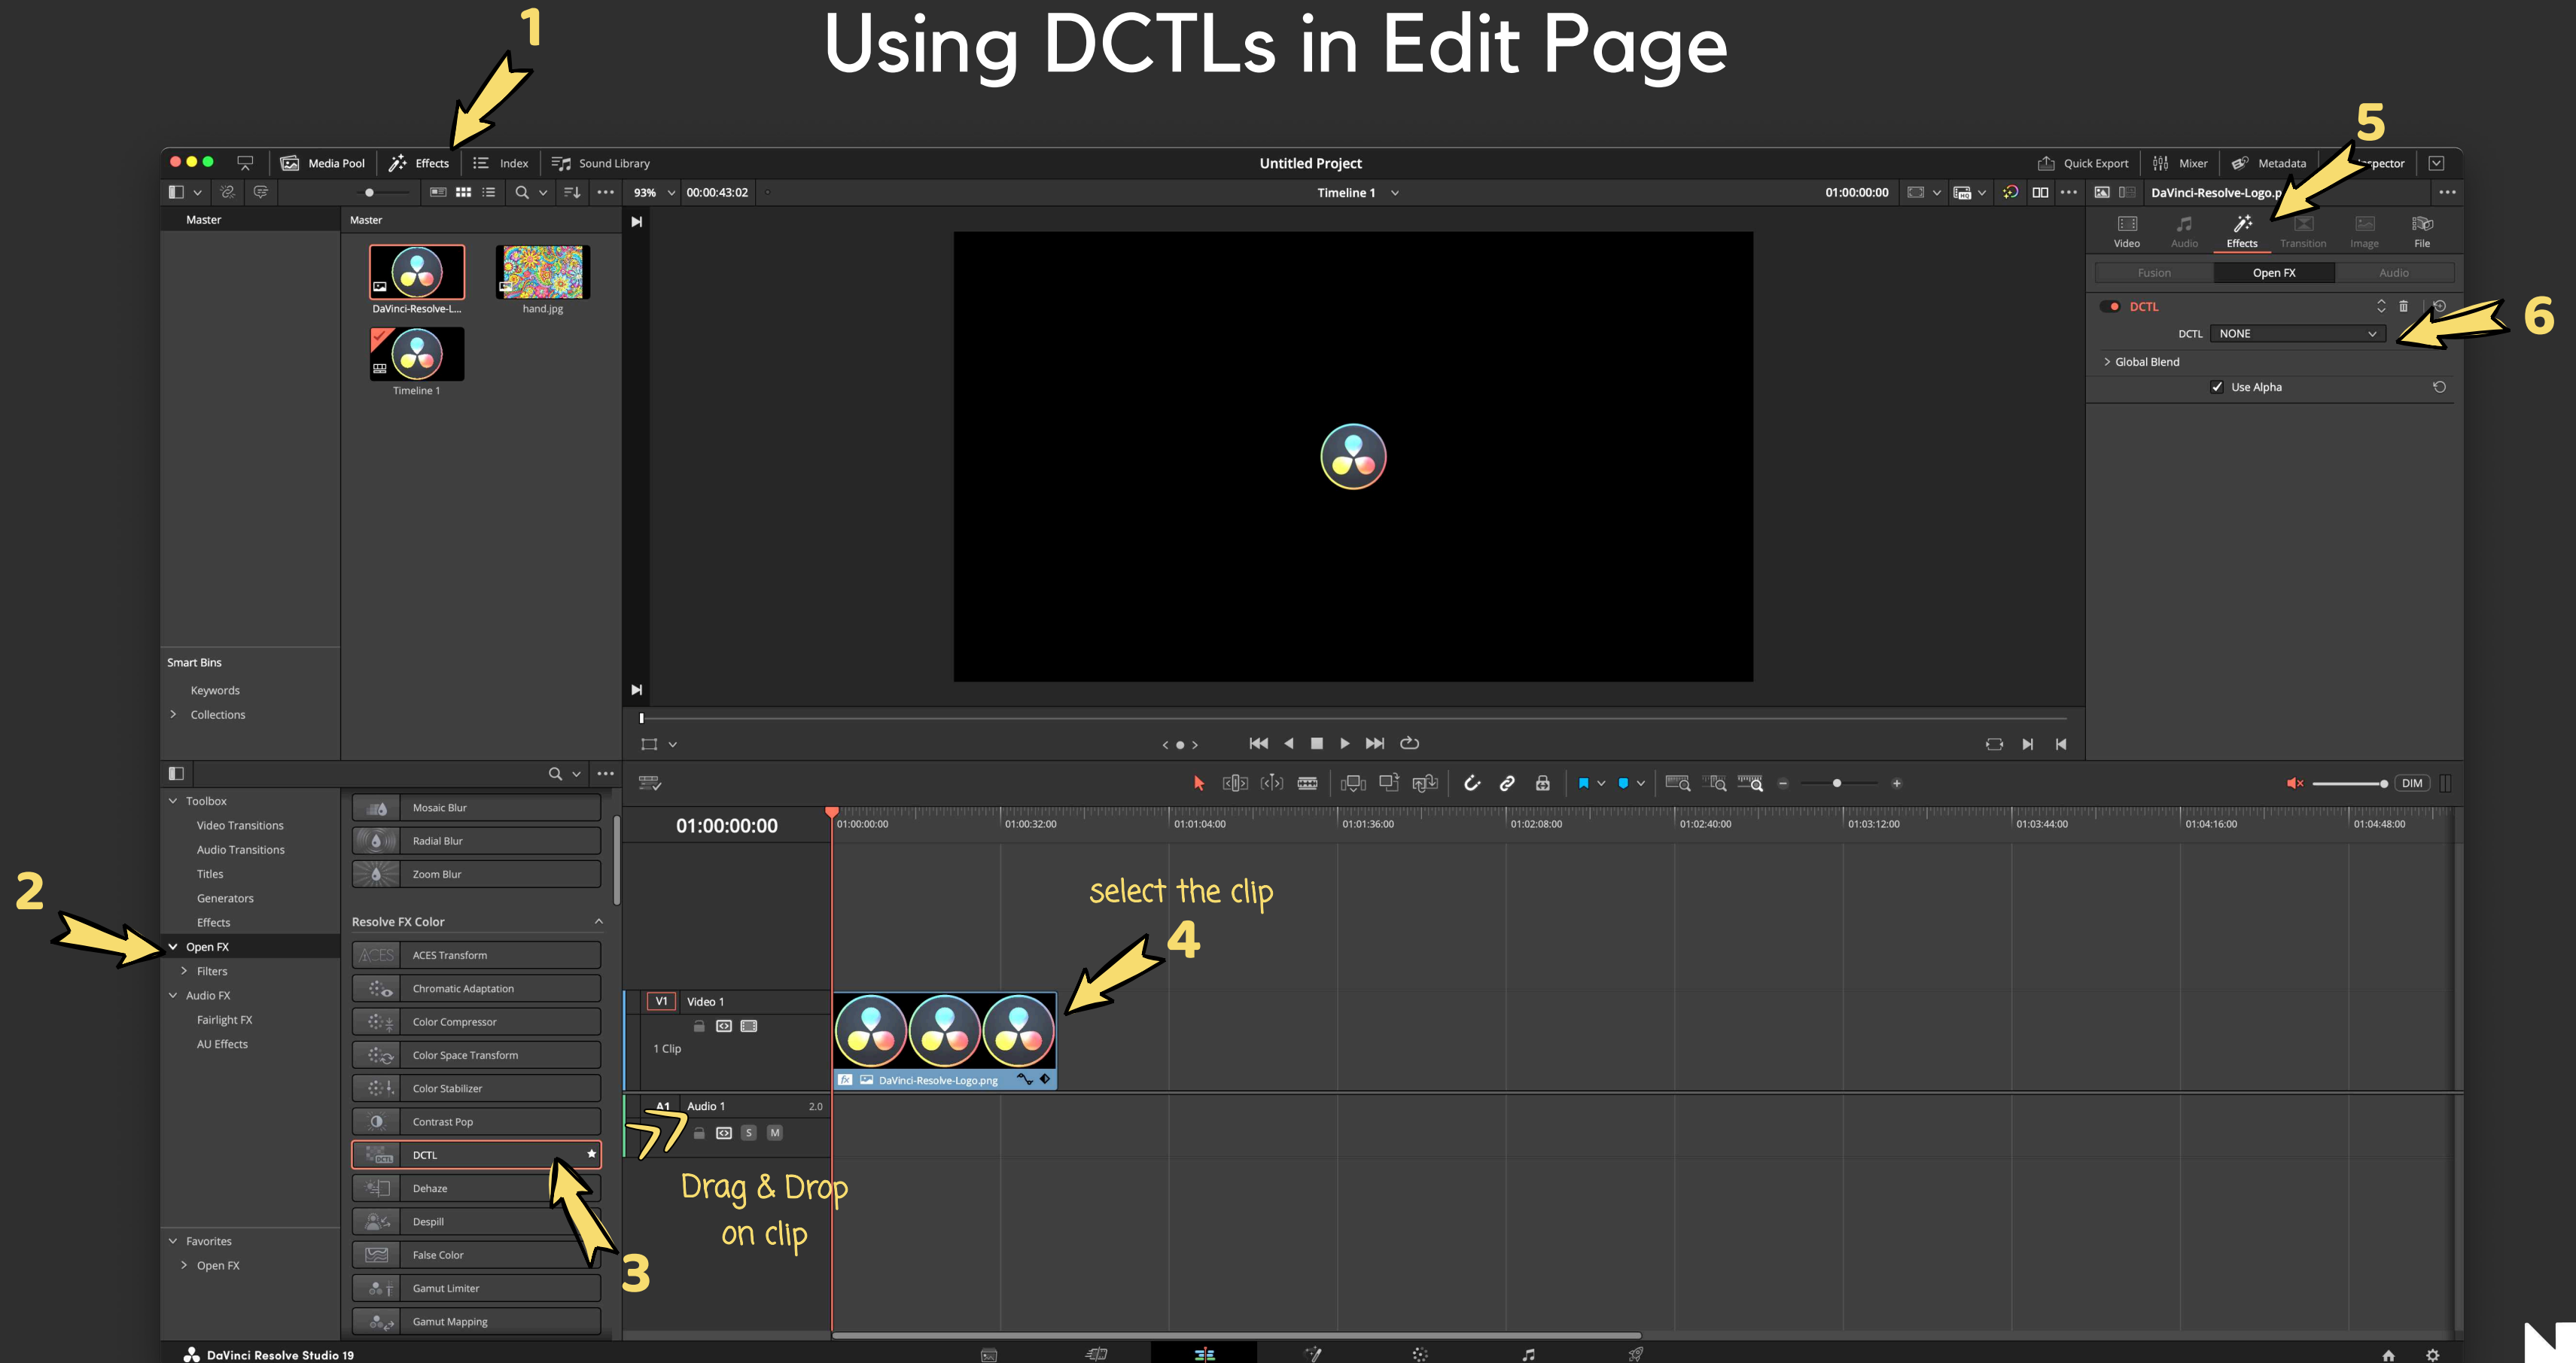 Using DCTLs in Edit Page
1
5
Media Pool
Effects
Index
Sound Library
Untitled Project
Quick Export
Mixer
Metadata
93%
00:00:43:02
Timeline 1
01:00:00:00
DaVinci-Resolve-Logo.p
Master
Master
DaVinci-Resolve-L...
hand.jpg
Timeline 1
Smart Bins
Keywords
Collections
Video
Audio
Effects
Transition
Image
File
Fusion
Open FX
Audio
DCTL
DCTL
NONE
Global Blend
Use Alpha
6
DIM
Toolbox
Video Transitions
Audio Transitions
Titles
Generators
Effects
Open FX
Filters
Audio FX
Fairlight FX
AU Effects
Favorites
Open FX
2
Mosaic Blur
Radial Blur
Zoom Blur
Resolve FX Color
ACES
ACES Transform
Chromatic Adaptation
Color Compressor
Color Space Transform
Color Stabilizer
Contrast Pop
DCTL
DCTL
Dehaze
Despill
False Color
Gamut Limiter
Gamut Mapping
3
01:00:00:00
01:00:00:00
01:00:32:00
01:01:04:00
01:01:36:00
01:02:08:00
01:02:40:00
01:03:12:00
01:03:44:00
01:04:16:00
01:04:48:00
select the clip
4
V1
Video 1
1 Clip
fx
DaVinci-Resolve-Logo.png
A1
Audio 1
2.0
S
M
Drag & Drop
on clip
DaVinci Resolve Studio 19